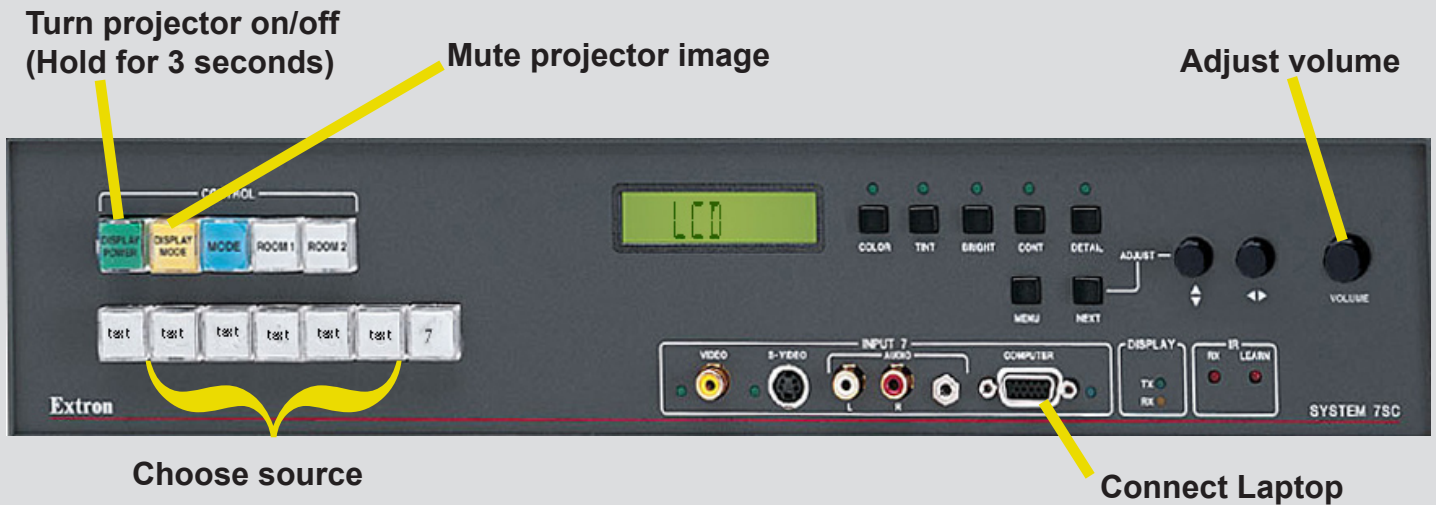 Turn projector on/off
(Hold for 3 seconds)
Mute projector image
Adjust volume
CONTROL
DISPLAY POWER
DISPLAY MODE
MODE
ROOM 1
ROOM 2
LCD
COLOR
TINT
BRIGHT
CONT
DETAIL
ADJUST
MENU
NEXT
VOLUME
text
text
text
text
text
text
7
INPUT 7
VIDEO
S-VIDEO
AUDIO
L
R
COMPUTER
DISPLAY
TX
RX
IR
RX
LEARN
Extron
SYSTEM 7SC
Choose source
Connect Laptop